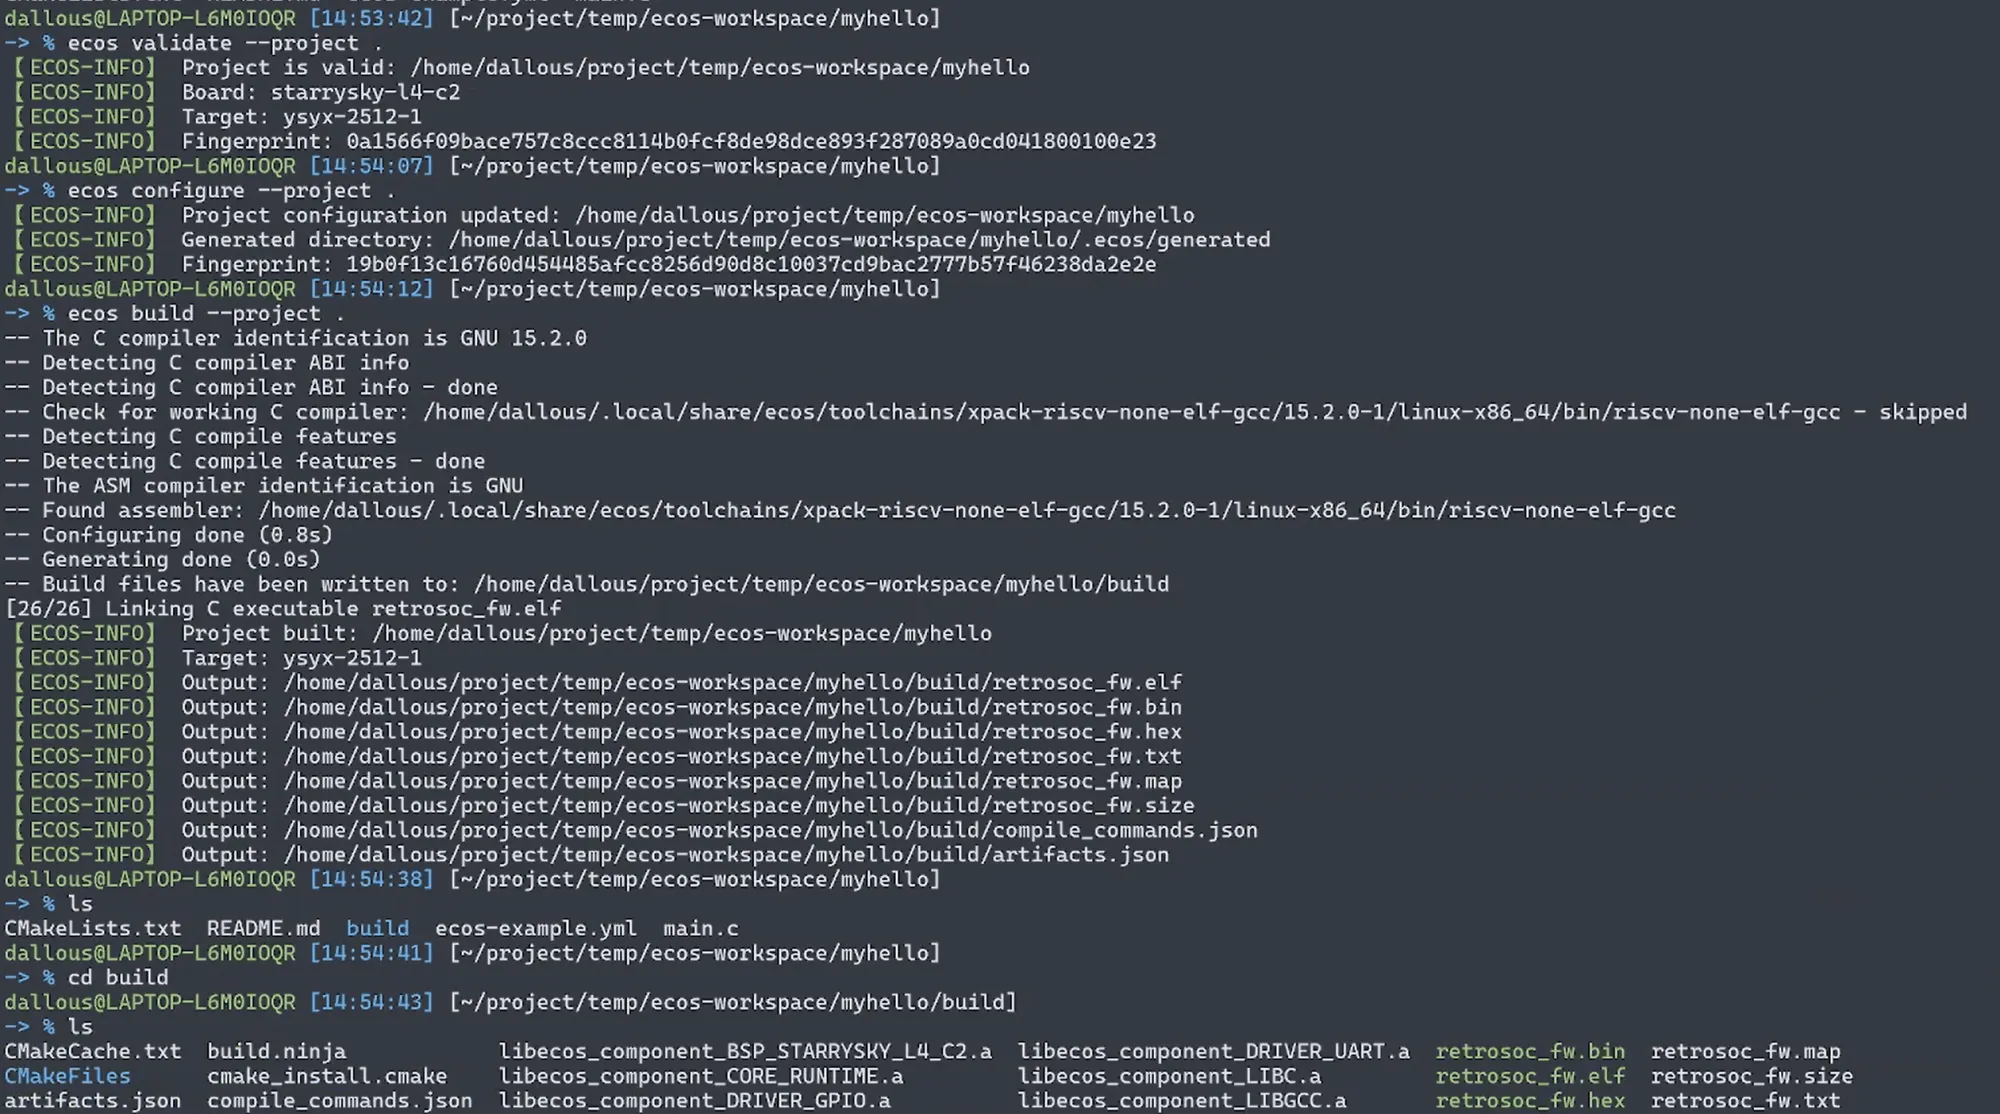 dallous@LAPTOP-L6M0IOQR [14:53:42] [~/project/temp/ecos-workspace/myhello]
-> % ecos validate --project .
【ECOS-INFO】 Project is valid: /home/dallous/project/temp/ecos-workspace/myhello
【ECOS-INFO】 Board: starrysky-l4-c2
【ECOS-INFO】 Target: ysyx-2512-1
【ECOS-INFO】 Fingerprint: 0a1566f09bace757c8ccc8114b0fcf8de98dce893f287089a0cd041800100e23
dallous@LAPTOP-L6M0IOQR [14:54:07] [~/project/temp/ecos-workspace/myhello]
-> % ecos configure --project .
【ECOS-INFO】 Project configuration updated: /home/dallous/project/temp/ecos-workspace/myhello
【ECOS-INFO】 Generated directory: /home/dallous/project/temp/ecos-workspace/myhello/.ecos/generated
【ECOS-INFO】 Fingerprint: 19b0f13c16760d454485afcc8256d90d8c10037cd9bac2777b57f46238da2e2e
dallous@LAPTOP-L6M0IOQR [14:54:12] [~/project/temp/ecos-workspace/myhello]
-> % ecos build --project .
-- The C compiler identification is GNU 15.2.0
-- Detecting C compiler ABI info
-- Detecting C compiler ABI info - done
-- Check for working C compiler: /home/dallous/.local/share/ecos/toolchains/xpack-riscv-none-elf-gcc/15.2.0-1/linux-x86_64/bin/riscv-none-elf-gcc - skipped
-- Detecting C compile features
-- Detecting C compile features - done
-- The ASM compiler identification is GNU
-- Found assembler: /home/dallous/.local/share/ecos/toolchains/xpack-riscv-none-elf-gcc/15.2.0-1/linux-x86_64/bin/riscv-none-elf-gcc
-- Configuring done (0.8s)
-- Generating done (0.0s)
-- Build files have been written to: /home/dallous/project/temp/ecos-workspace/myhello/build
[26/26] Linking C executable retrosoc_fw.elf
【ECOS-INFO】 Project built: /home/dallous/project/temp/ecos-workspace/myhello
【ECOS-INFO】 Target: ysyx-2512-1
【ECOS-INFO】 Output: /home/dallous/project/temp/ecos-workspace/myhello/build/retrosoc_fw.elf
【ECOS-INFO】 Output: /home/dallous/project/temp/ecos-workspace/myhello/build/retrosoc_fw.bin
【ECOS-INFO】 Output: /home/dallous/project/temp/ecos-workspace/myhello/build/retrosoc_fw.hex
【ECOS-INFO】 Output: /home/dallous/project/temp/ecos-workspace/myhello/build/retrosoc_fw.txt
【ECOS-INFO】 Output: /home/dallous/project/temp/ecos-workspace/myhello/build/retrosoc_fw.map
【ECOS-INFO】 Output: /home/dallous/project/temp/ecos-workspace/myhello/build/retrosoc_fw.size
【ECOS-INFO】 Output: /home/dallous/project/temp/ecos-workspace/myhello/build/compile_commands.json
【ECOS-INFO】 Output: /home/dallous/project/temp/ecos-workspace/myhello/build/artifacts.json
dallous@LAPTOP-L6M0IOQR [14:54:38] [~/project/temp/ecos-workspace/myhello]
-> % ls
CMakeLists.txt  README.md  build  ecos-example.yml  main.c
dallous@LAPTOP-L6M0IOQR [14:54:41] [~/project/temp/ecos-workspace/myhello]
-> % cd build
dallous@LAPTOP-L6M0IOQR [14:54:43] [~/project/temp/ecos-workspace/myhello/build]
-> % ls
CMakeCache.txt  build.ninja  libecos_component_BSP_STARRYSKY_L4_C2.a  libecos_component_DRIVER_UART.a  retrosoc_fw.bin  retrosoc_fw.map
CMakeFiles  cmake_install.cmake  libecos_component_CORE_RUNTIME.a  libecos_component_LIBC.a  retrosoc_fw.elf  retrosoc_fw.size
artifacts.json  compile_commands.json  libecos_component_DRIVER_GPIO.a  libecos_component_LIBGCC.a  retrosoc_fw.hex  retrosoc_fw.txt